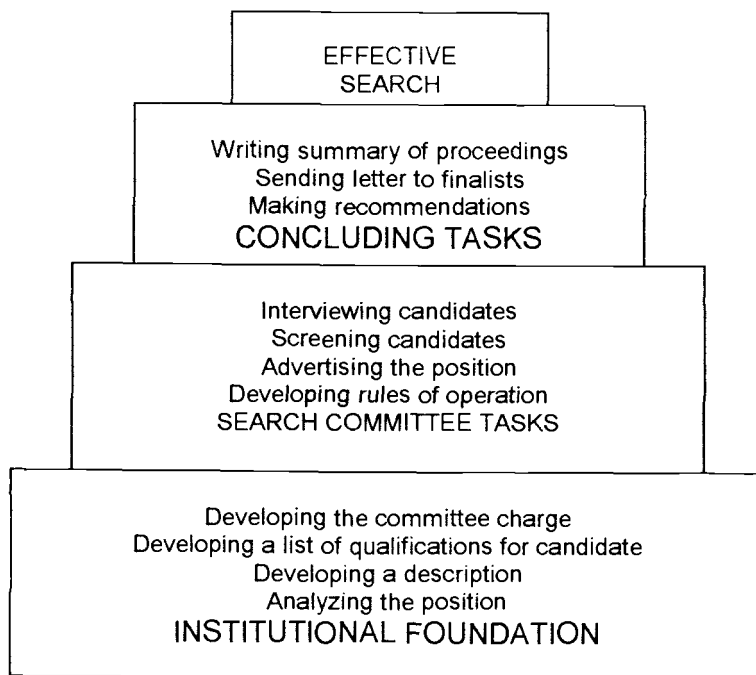 EFFECTIVE
SEARCH
Writing summary of proceedings
Sending letter to finalists
Making recommendations
CONCLUDING TASKS
Interviewing candidates
Screening candidates
Advertising the position
Developing rules of operation
SEARCH COMMITTEE TASKS
Developing the committee charge
Developing a list of qualifications for candidate
Developing a description
Analyzing the position
INSTITUTIONAL FOUNDATION